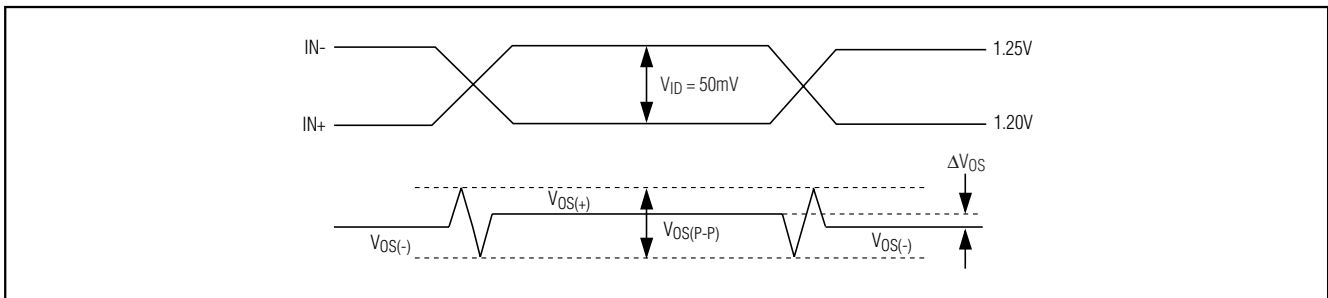 IN-
1.25V
V_ID = 50mV
IN+
1.20V
ΔV_OS
V_OS(+)
V_OS(P-P)
V_OS(-)
V_OS(-)